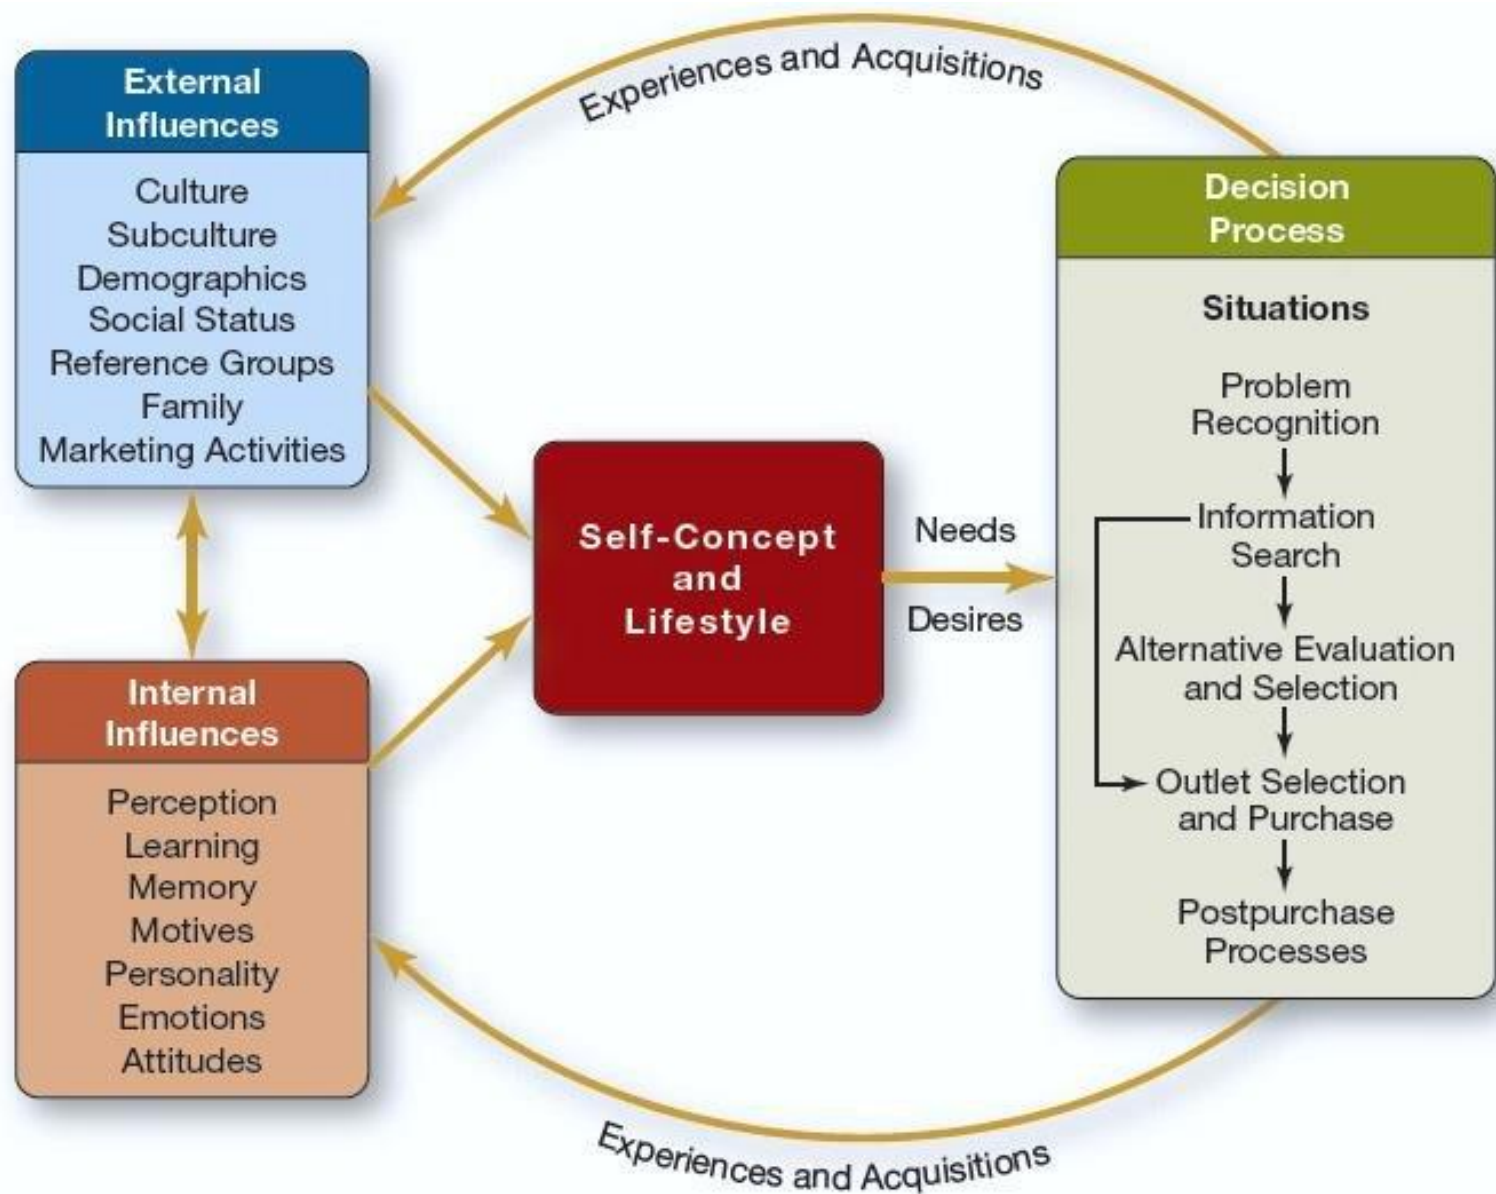 Experiences and Acquisitions
External
Influences
Culture
Subculture
Demographics
Social Status
Reference Groups
Family
Marketing Activities
Internal
Influences
Perception
Learning
Memory
Motives
Personality
Emotions
Attitudes
Self-Concept
and
Lifestyle
Needs
Desires
Decision
Process
Situations
Problem
Recognition
Information
Search
Alternative Evaluation
and Selection
Outlet Selection
and Purchase
Postpurchase
Processes
Experiences and Acquisitions